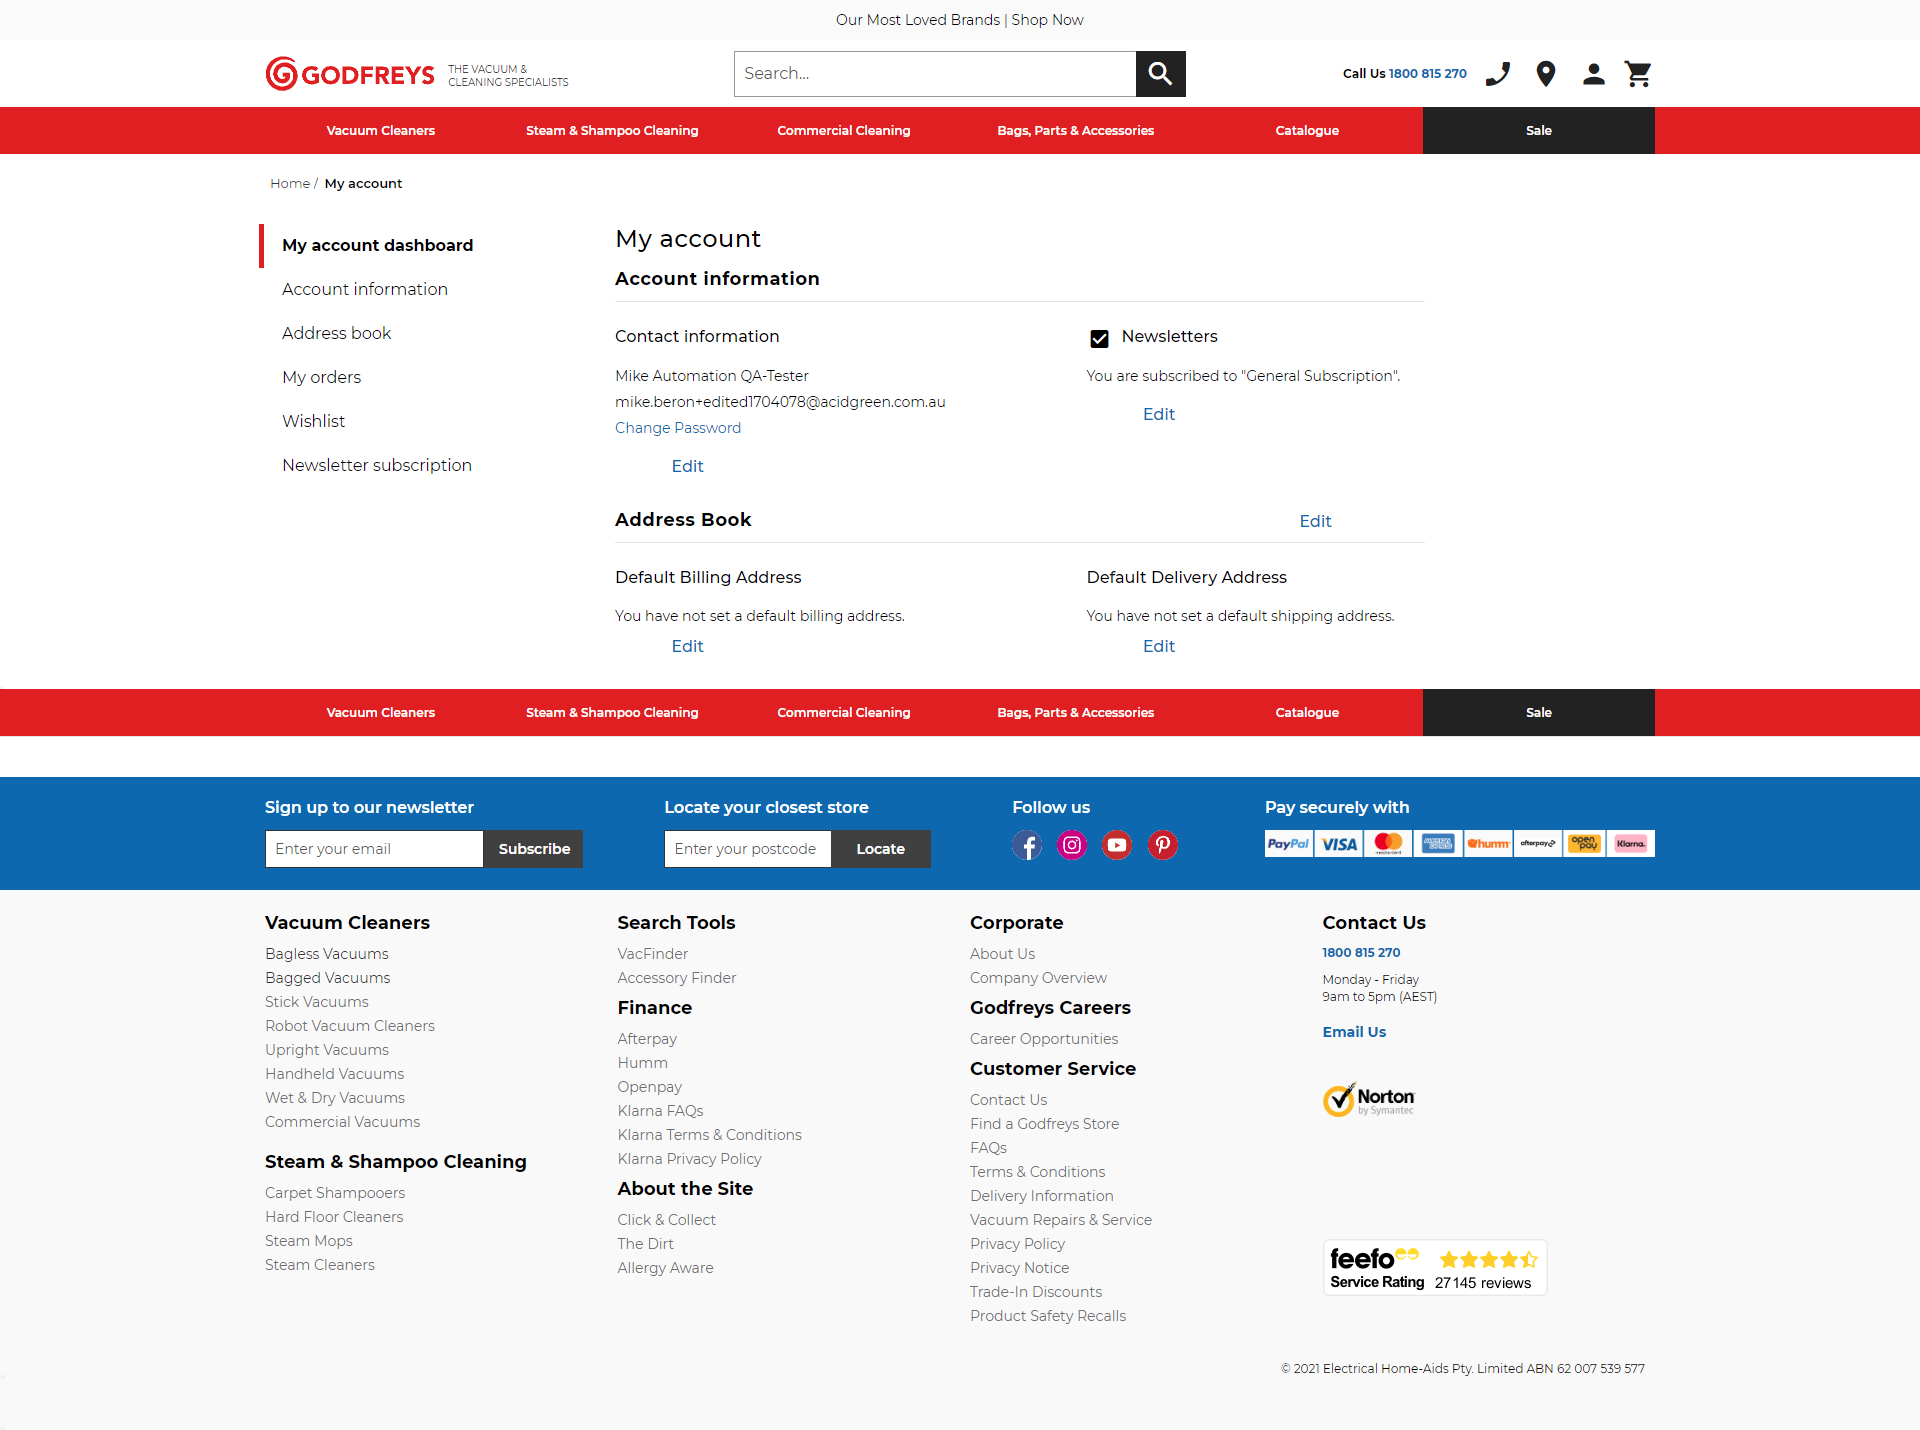 Our Most Loved Brands | Shop Now
GODFREYS
THE VACUUM &
CLEANING SPECIALISTS
Search...
Call Us 1800 815 270
Vacuum Cleaners
Steam & Shampoo Cleaning
Commercial Cleaning
Bags, Parts & Accessories
Catalogue
Sale
Home / My account
My account dashboard
Account information
Address book
My orders
Wishlist
Newsletter subscription
My account
Account information
Contact information
Mike Automation QA-Tester
mike.beron+edited1704078@acidgreen.com.au
Change Password
Edit
Newsletters
You are subscribed to "General Subscription".
Edit
Address Book
Edit
Default Billing Address
You have not set a default billing address.
Edit
Default Delivery Address
You have not set a default shipping address.
Edit
Vacuum Cleaners
Steam & Shampoo Cleaning
Commercial Cleaning
Bags, Parts & Accessories
Catalogue
Sale
Sign up to our newsletter
Enter your email
Subscribe
Locate your closest store
Enter your postcode
Locate
Follow us
Pay securely with
PayPal
VISA
humm
afterpay
open
pay
Klarna.
Vacuum Cleaners
Bagless Vacuums
Bagged Vacuums
Stick Vacuums
Robot Vacuum Cleaners
Upright Vacuums
Handheld Vacuums
Wet & Dry Vacuums
Commercial Vacuums
Steam & Shampoo Cleaning
Carpet Shampooers
Hard Floor Cleaners
Steam Mops
Steam Cleaners
Search Tools
VacFinder
Accessory Finder
Finance
Afterpay
Humm
Openpay
Klarna FAQs
Klarna Terms & Conditions
Klarna Privacy Policy
About the Site
Click & Collect
The Dirt
Allergy Aware
Corporate
About Us
Company Overview
Godfreys Careers
Career Opportunities
Customer Service
Contact Us
Find a Godfreys Store
FAQs
Terms & Conditions
Delivery Information
Vacuum Repairs & Service
Privacy Policy
Privacy Notice
Trade-In Discounts
Product Safety Recalls
Contact Us
1800 815 270
Monday - Friday
9am to 5pm (AEST)
Email Us
Norton
by Symantec
feefo
Service Rating 27145 reviews
© 2021 Electrical Home-Aids Pty. Limited ABN 62 007 539 577